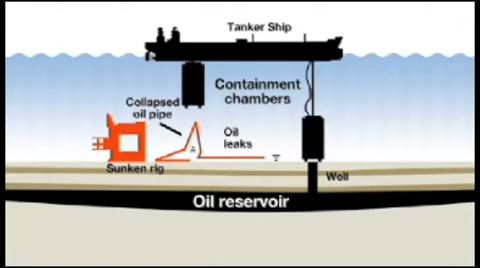 Tanker Ship
Containment
chambers
Collapsed
oil pipe
Oil
leaks
Sunken rig
Well
Oil reservoir